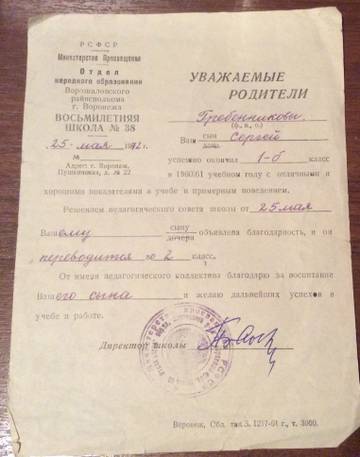 РСФСР
Министерство Просвещения
Отдел
народного образования
Ворошиловского
райисполкома
г. Воронежа
ВОСЬМИЛЕТНЯЯ
ШКОЛА № 38
25 мая
№
Адрес: г. Воронеж,
Пушкинская, д. № 22
УВАЖАЕМЫЕ
РОДИТЕЛИ
Гребенниковы
(ф. и. о.)
Ваш сын Сергей
дочь
успешно окончил 1-б класс
в 1960/61 учебном году с отличными и
хорошими показателями в учебе и примерным поведением.
Решением педагогического совета школы от 25 мая
Вашему сыну объявлена благодарность, и он
дочери
переводится во 2 класс.
От имени педагогического коллектива благодарю за воспитание
Вашего сына и желаю дальнейших успехов в
учебе и работе.
Директор школы
Воронеж, Обл. тип. З. 1257-61 г., т. 3000.